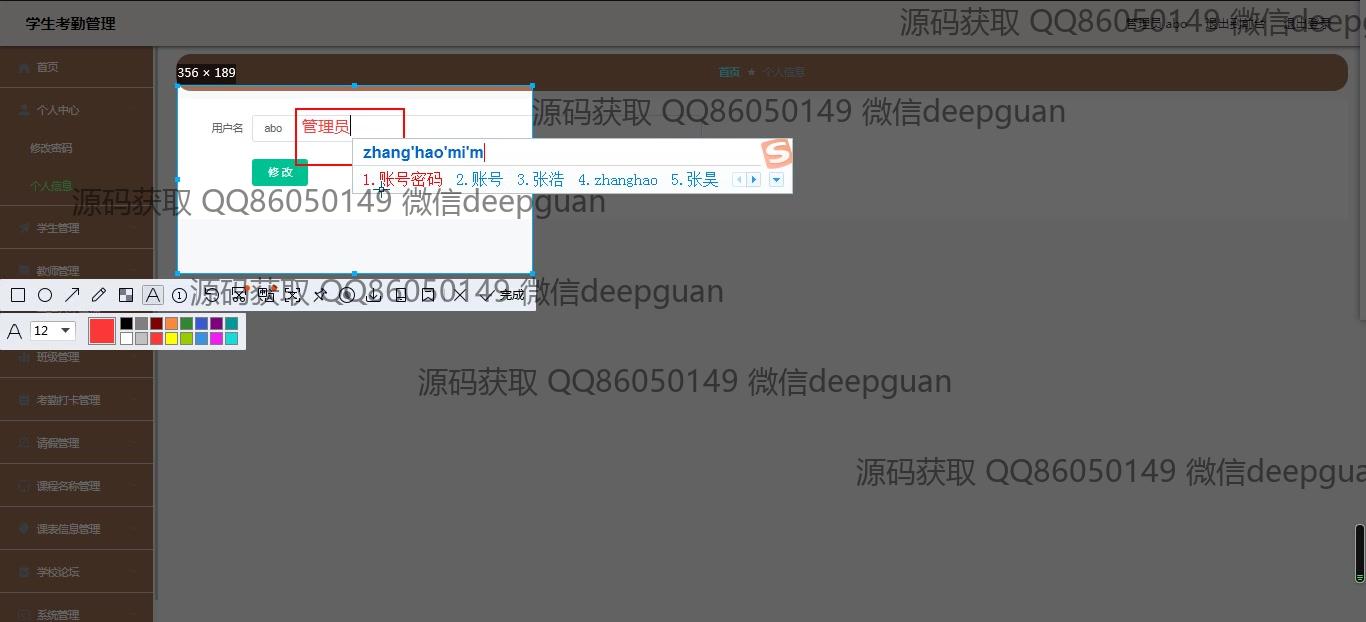 学生考勤管理
管理员 abo
退出到前台
退出登录
源码获取 QQ86050149 微信deepg
首页
个人中心
修改密码
个人信息
学生管理
教师管理
班级管理
考勤打卡管理
请假管理
课程名称管理
课表信息管理
学校论坛
系统管理
356 × 189
首页 ★ 个人信息
源码获取 QQ86050149 微信deepguan
用户名
abo
管理员
zhang'hao'mi'm
1.账号密码 2.账号 3.张浩 4.zhanghao 5.张昊
修改
源码获取 QQ86050149 微信deepguan
源码获取 QQ86050149 微信deepguan
完成
12
源码获取 QQ86050149 微信deepguan
源码获取 QQ86050149 微信deepgua